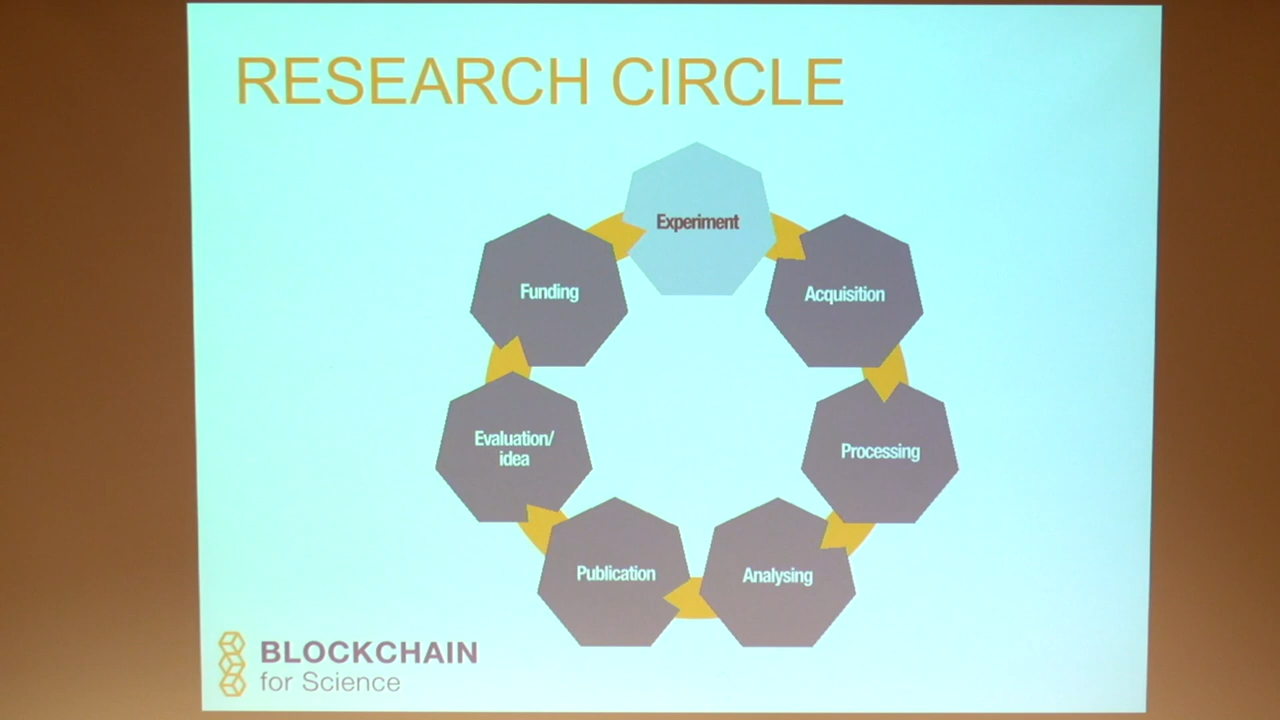 RESEARCH CIRCLE
Experiment
Acquisition
Processing
Analysing
Publication
Evaluation/
idea
Funding
BLOCKCHAIN
for Science